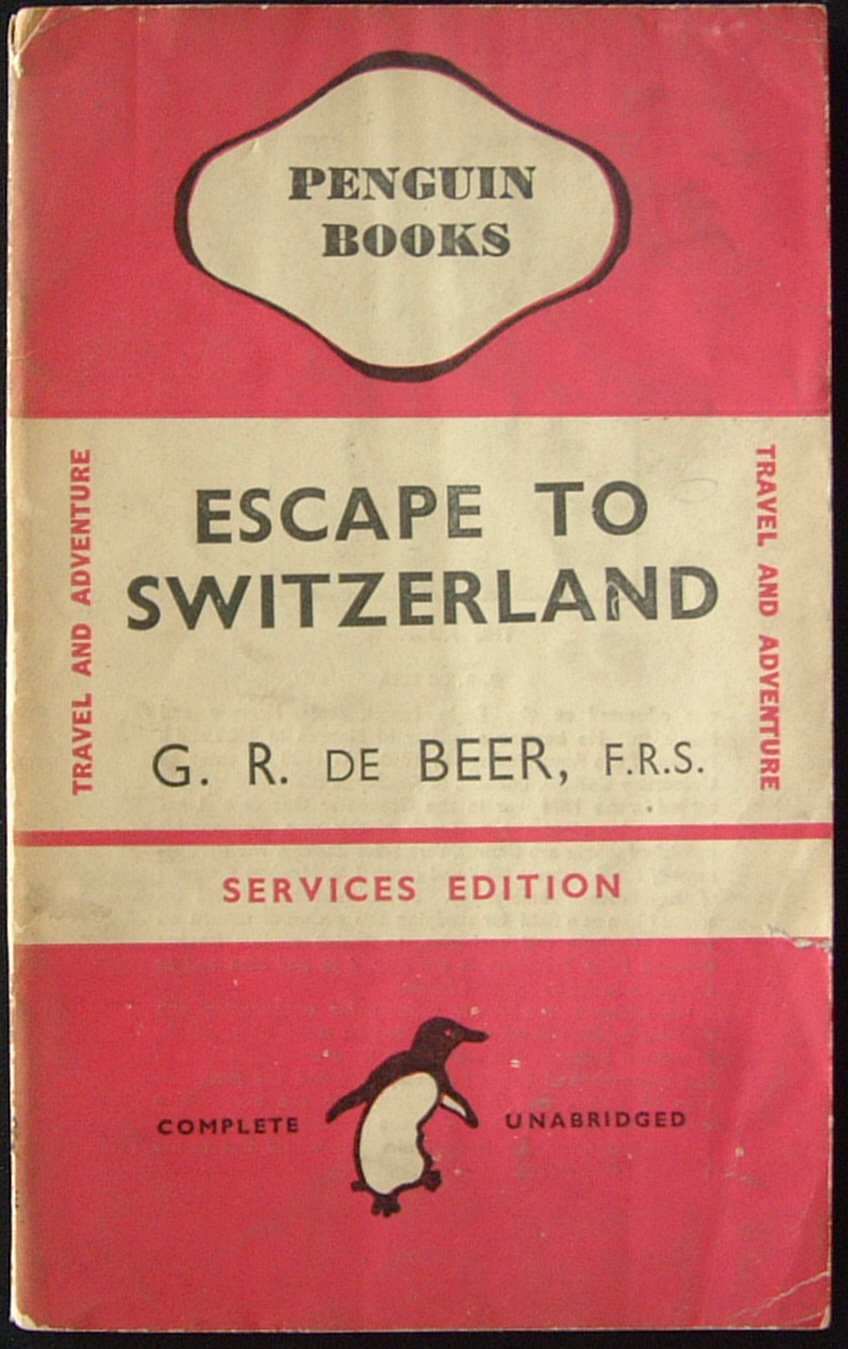 PENGUIN
BOOKS
TRAVEL AND ADVENTURE
ESCAPE TO
SWITZERLAND
G. R. DE BEER, F.R.S.
TRAVEL AND ADVENTURE
SERVICES EDITION
COMPLETE UNABRIDGED